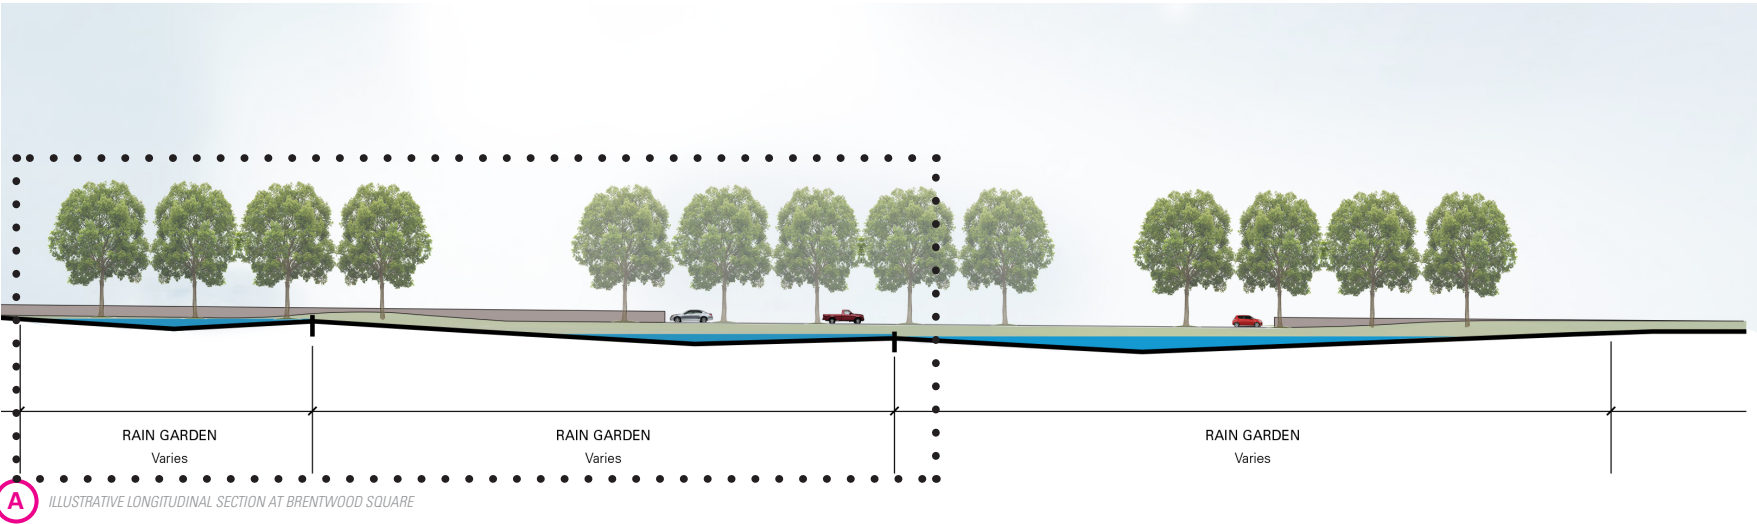 RAIN GARDEN
Varies
RAIN GARDEN
Varies
RAIN GARDEN
Varies
A
ILLUSTRATIVE LONGITUDINAL SECTION AT BRENTWOOD SQUARE